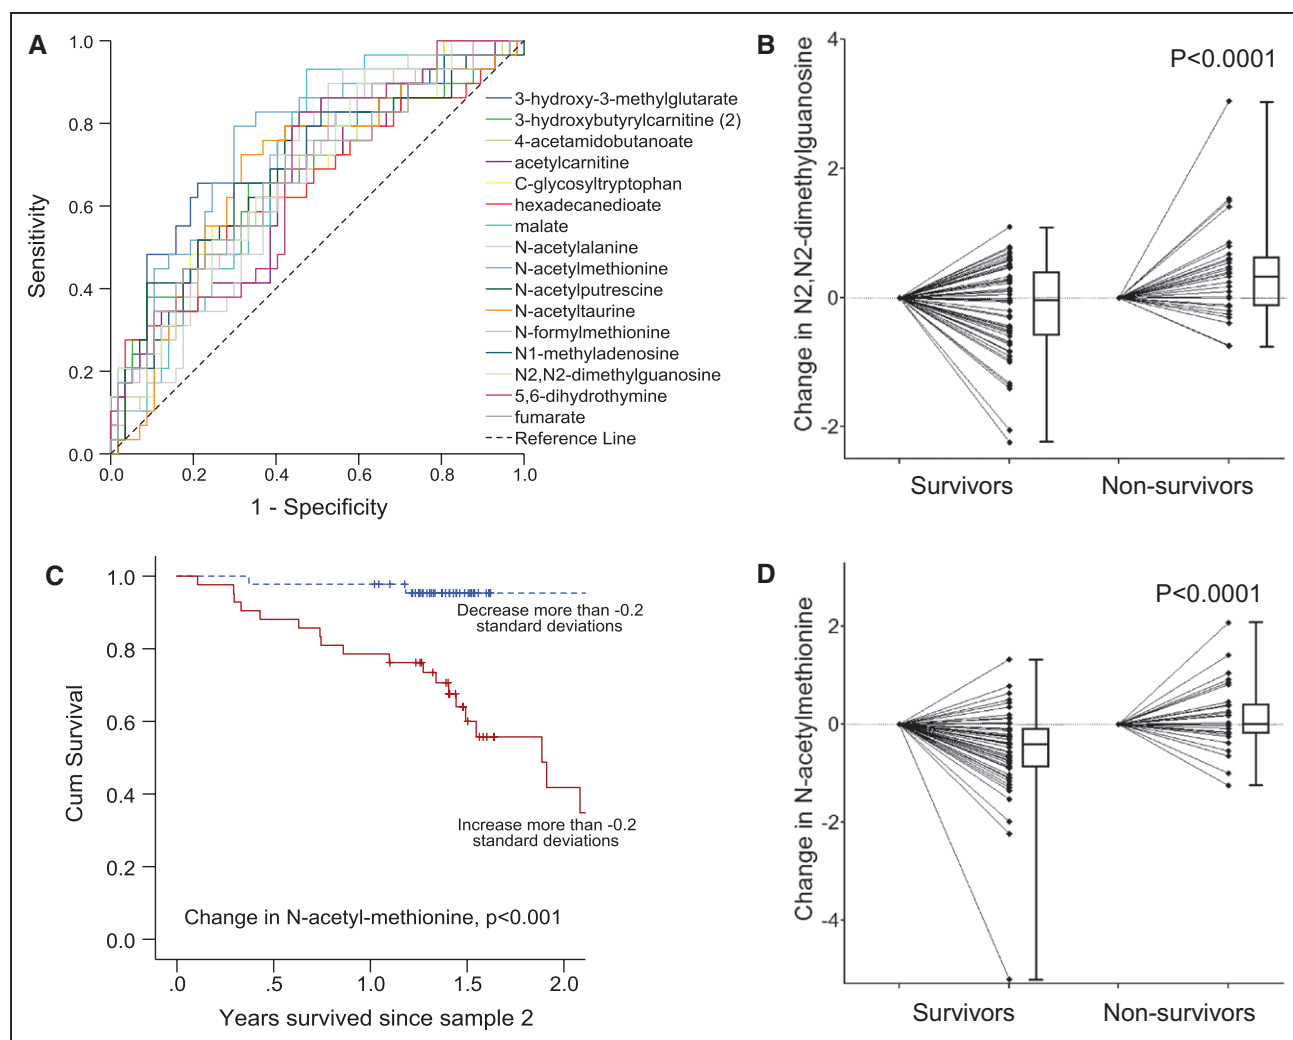 A
1.0
0.8
0.6
0.4
0.2
0.0
Sensitivity
0.0
0.2
0.4
0.6
0.8
1.0
1 - Specificity
3-hydroxy-3-methylglutarate
3-hydroxybutyrylcarnitine (2)
4-acetamidobutanoate
acetylcarnitine
C-glycosyltryptophan
hexadecanedioate
malate
N-acetylalanine
N-acetylmethionine
N-acetylputrescine
N-acetyltaurine
N-formylmethionine
N1-methyladenosine
N2,N2-dimethylguanosine
5,6-dihydrothymine
fumarate
Reference Line
B
P<0.0001
4
2
0
-2
Change in N2,N2-dimethylguanosine
Survivors
Non-survivors
C
1.0
0.8
0.6
0.4
0.2
0.0
Cum Survival
Decrease more than -0.2
standard deviations
Increase more than -0.2
standard deviations
Change in N-acetyl-methionine, p<0.001
.0
.5
1.0
1.5
2.0
Years survived since sample 2
D
P<0.0001
2
0
-2
-4
Change in N-acetylmethionine
Survivors
Non-survivors